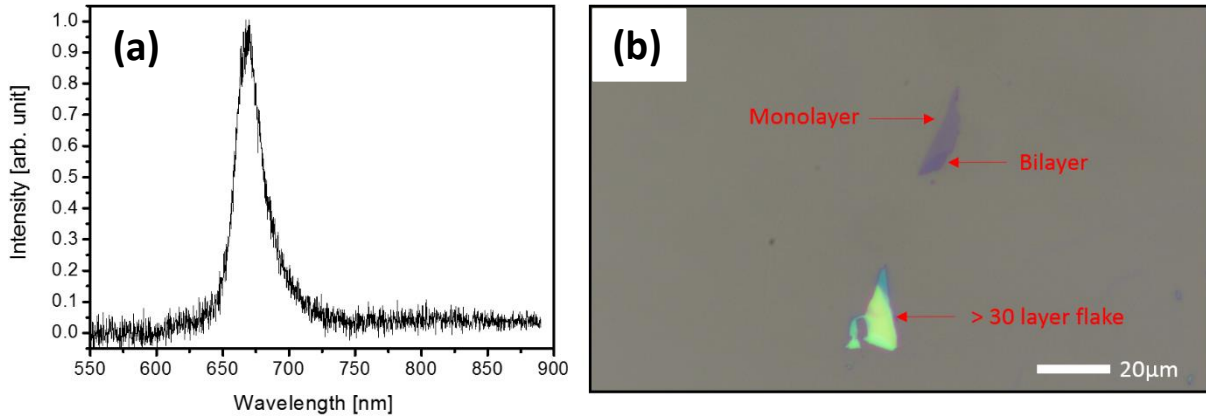 (a)
Intensity [arb. unit]
1.0
0.9
0.8
0.7
0.6
0.5
0.4
0.3
0.2
0.1
0.0
550 600 650 700 750 800 850 900
Wavelength [nm]
(b)
Monolayer
Bilayer
> 30 layer flake
20μm